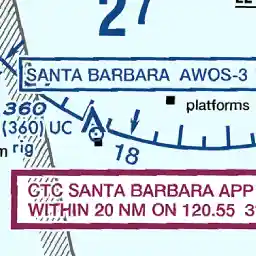 27
SANTA BARBARA AWOS-3
platforms
360
(360) UC
rig
18
CTC SANTA BARBARA APP
WITHIN 20 NM ON 120.55